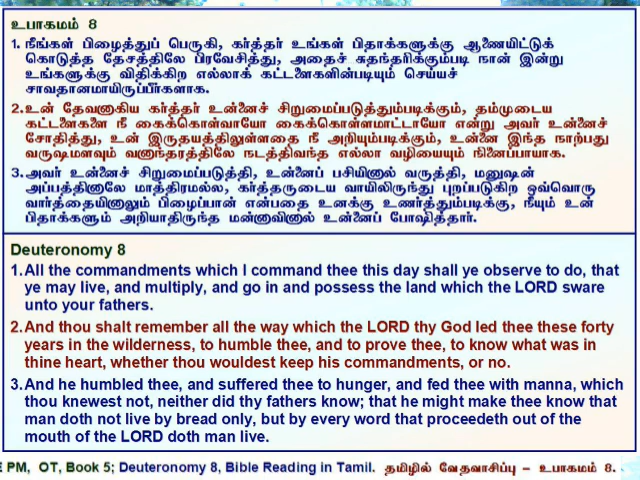 உபாகமம் 8
1. நீங்கள் பிழைத்துப் பெருகி, கர்த்தர் உங்கள் பிதாக்களுக்கு ஆணையிட்டுக்
கொடுத்த தேசத்திலே பிரவேசித்து, அதைச் சுதந்தரிக்கும்படி நான் இன்று
உங்களுக்கு விதிக்கிற எல்லாக் கட்டளைகளின்படியும் செய்யச்
சாவதானமாயிருப்பீர்களாக.
2. உன் தேவனாகிய கர்த்தர் உன்னைச் சிறுமைப்படுத்தும்படிக்கும், தம்முடைய
கட்டளைகளை நீ கைக்கொள்வாயோ கைக்கொள்ளமாட்டாயோ என்று அவர் உன்னைச்
சோதித்து, உன் இருதயத்திலுள்ளதை நீ அறியும்படிக்கும், உன்னை இந்த நாற்பது
வருஷமளவும் வனாந்தரத்திலே நடத்திவந்த எல்லா வழியையும் நினைப்பாயாக.
3. அவர் உன்னைச் சிறுமைப்படுத்தி, உன்னைப் பசியினால் வருத்தி, மனுஷன்
அப்பத்தினாலே மாத்திரமல்ல, கர்த்தருடைய வாயிலிருந்து புறப்படுகிற ஒவ்வொரு
வார்த்தையினாலும் பிழைப்பான் என்பதை உனக்கு உணர்த்தும்படிக்கு, நீயும் உன்
பிதாக்களும் அறியாதிருந்த மன்னாவினால் உன்னைப் போஷித்தார்.
Deuteronomy 8
1. All the commandments which I command thee this day shall ye observe to do, that
ye may live, and multiply, and go in and possess the land which the LORD sware
unto your fathers.
2. And thou shalt remember all the way which the LORD thy God led thee these forty
years in the wilderness, to humble thee, and to prove thee, to know what was in
thine heart, whether thou wouldest keep his commandments, or no.
3. And he humbled thee, and suffered thee to hunger, and fed thee with manna, which
thou knewest not, neither did thy fathers know; that he might make thee know that
man doth not live by bread only, but by every word that proceedeth out of the
mouth of the LORD doth man live.
E PM, OT, Book 5; Deuteronomy 8, Bible Reading in Tamil. தமிழில் வேதவாசிப்பு – உபாகமம் 8.